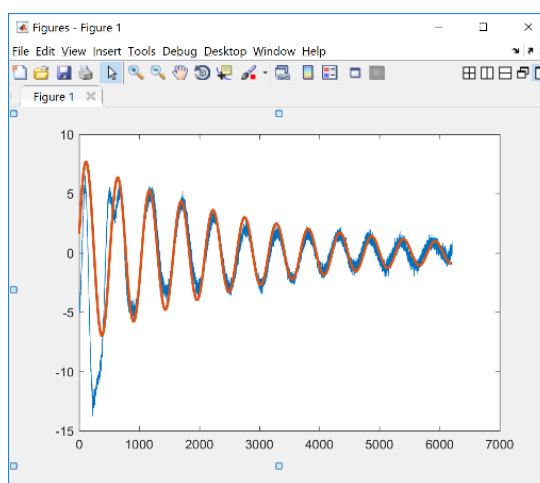 Figures - Figure 1
File Edit View Insert Tools Debug Desktop Window Help
Figure 1
10
5
0
-5
-10
-15
0 1000 2000 3000 4000 5000 6000 7000